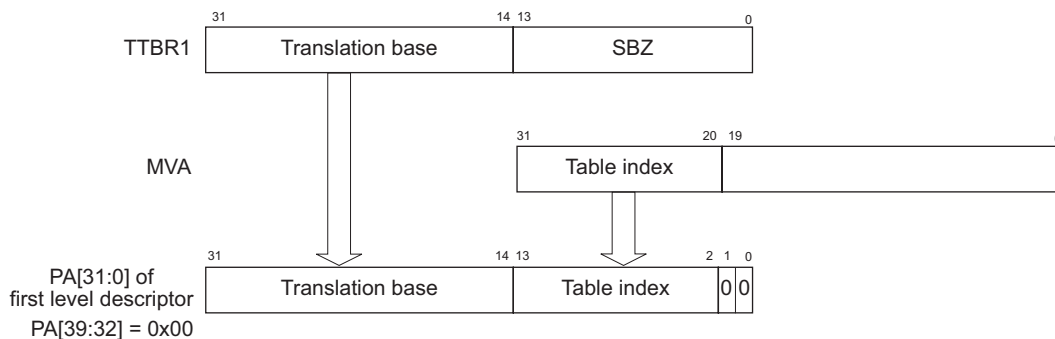 31 14 13 0
TTBR1 Translation base SBZ
31 20 19
MVA Table index
31 14 13 2 1 0
PA[31:0] of
first level descriptor
Translation base Table index 0 0
PA[39:32] = 0x00